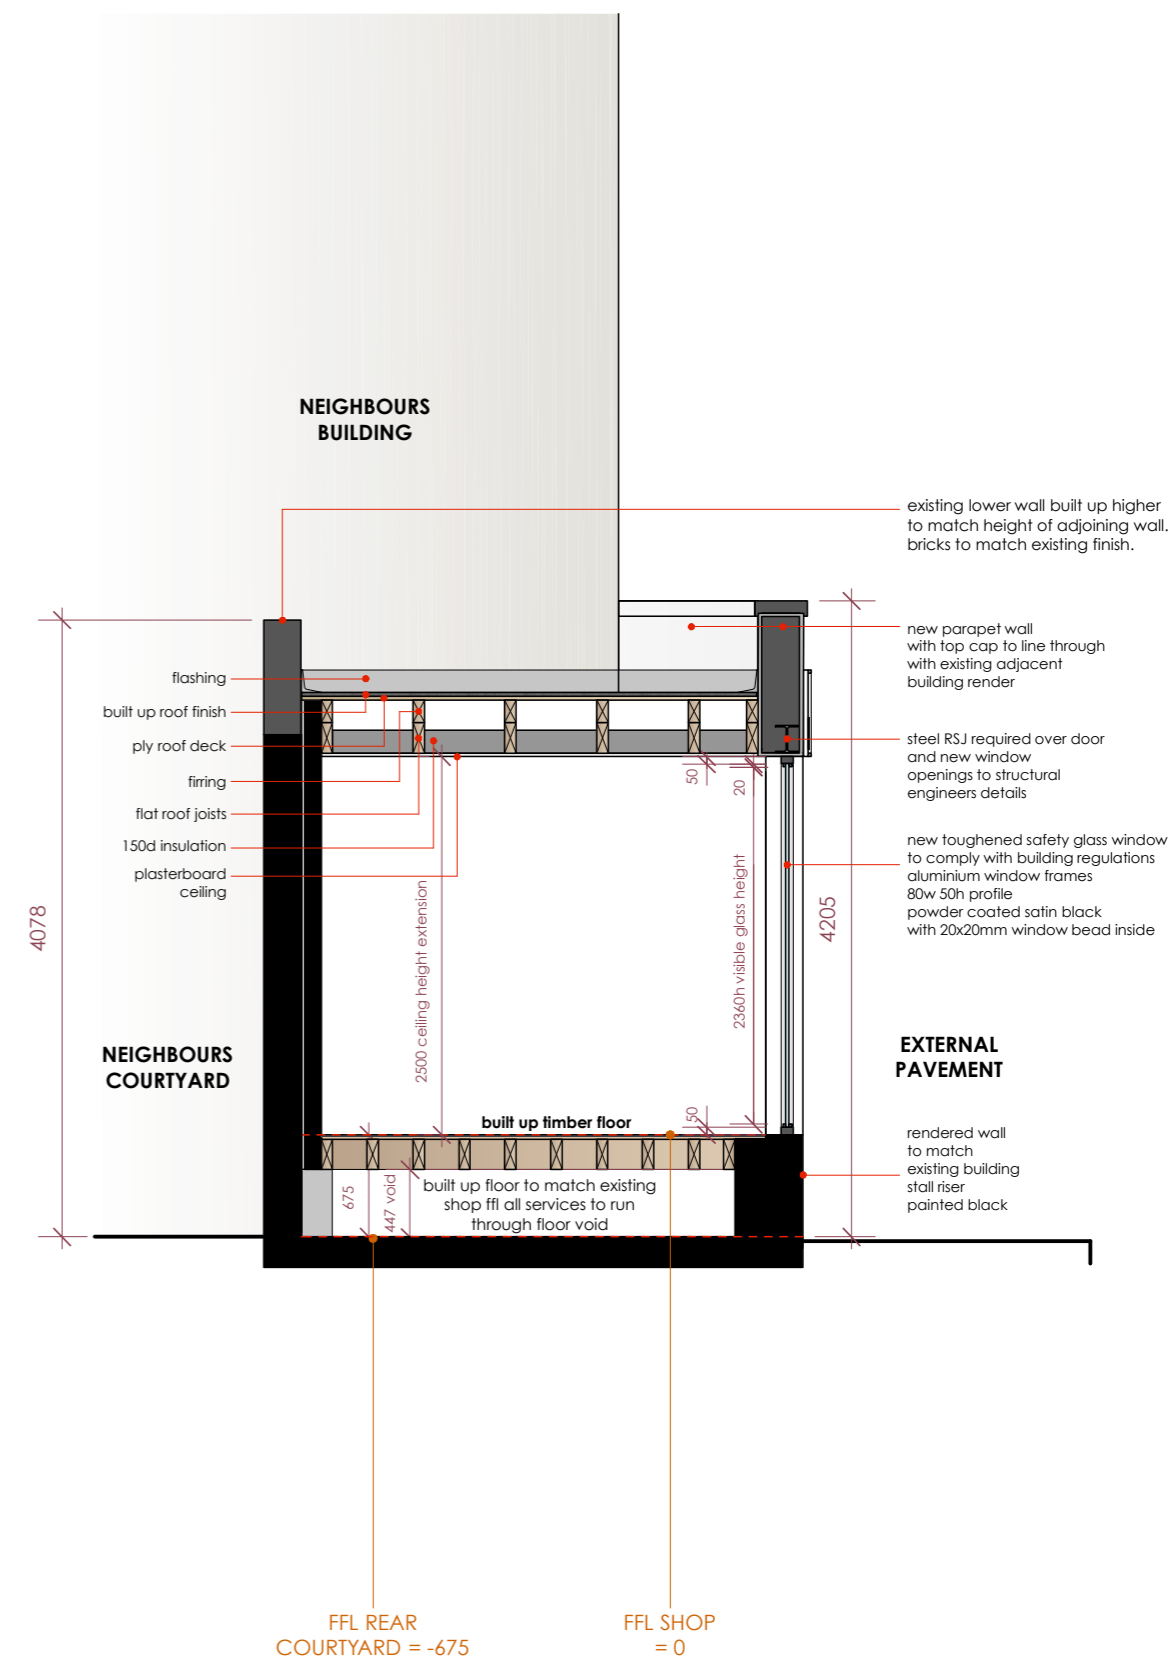 NEIGHBOURS
BUILDING
existing lower wall built up higher
to match height of adjoining wall.
bricks to match existing finish.
new parapet wall
with top cap to line through
with existing adjacent
building render
flashing
built up roof finish
ply roof deck
firring
flat roof joists
150d insulation
plasterboard
ceiling
steel RSJ required over door
and new window
openings to structural
engineers details
50
20
new toughened safety glass window
to comply with building regulations
aluminium window frames
80w 50h profile
powder coated satin black
with 20x20mm window bead inside
4078
2500 ceiling height extension
2360h visible glass height
4205
NEIGHBOURS
COURTYARD
EXTERNAL
PAVEMENT
50
built up timber floor
rendered wall
to match
existing building
stall riser
painted black
675
447 void
built up floor to match existing
shop ffl all services to run
through floor void
FFL REAR
COURTYARD = -675
FFL SHOP
= 0